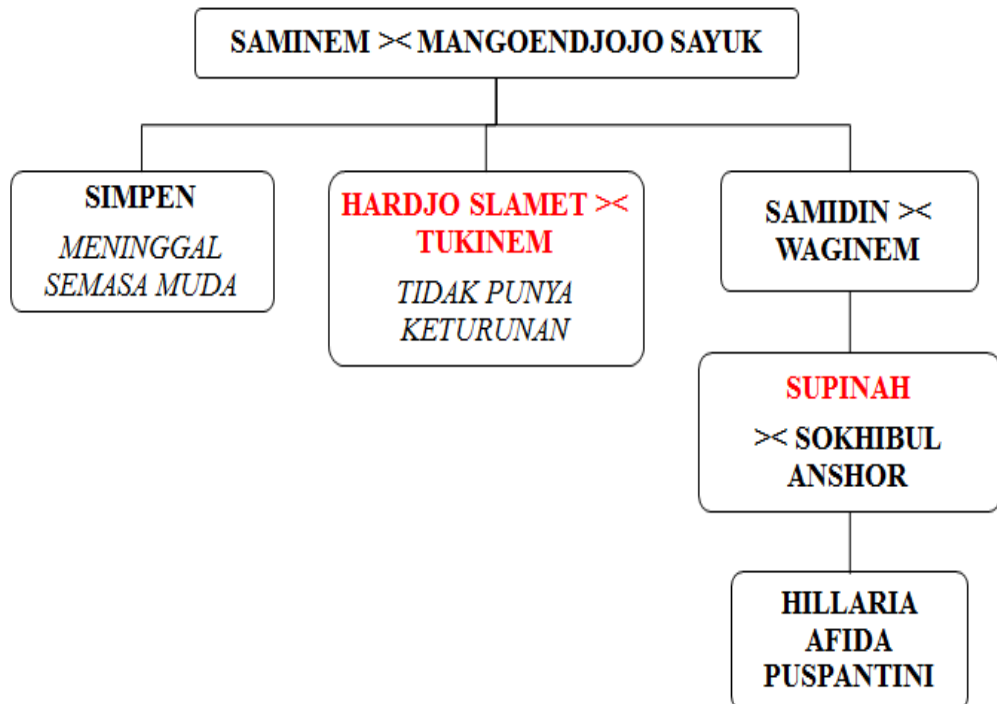 SAMINEM >< MANGOENDJOJO SAYUK
SIMPEN
MENINGGAL
SEMASA MUDA
HARDJO SLAMET ><
TUKINEM
TIDAK PUNYA
KETURUNAN
SAMIDIN ><
WAGINEM
SUPINAH
>< SOKHIBUL
ANSHOR
HILLARIA
AFIDA
PUSPANTINI